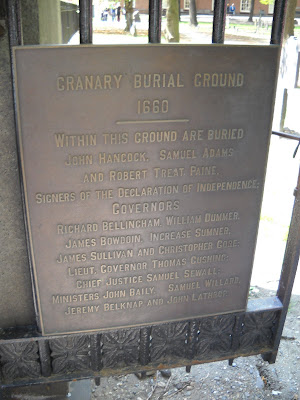 GRANARY BURIAL GROUND
1660
WITHIN THIS GROUND ARE BURIED
JOHN HANCOCK, SAMUEL ADAMS
AND ROBERT TREAT PAINE,
SIGNERS OF THE DECLARATION OF INDEPENDENCE;
GOVERNORS
RICHARD BELLINGHAM, WILLIAM DUMMER,
JAMES BOWDOIN, INCREASE SUMNER,
JAMES SULLIVAN AND CHRISTOPHER GORE;
LIEUT. GOVERNOR THOMAS CUSHING;
CHIEF JUSTICE SAMUEL SEWALL;
MINISTERS JOHN BAILY, SAMUEL WILLARD,
JEREMY BELKNAP AND JOHN LATHROP;